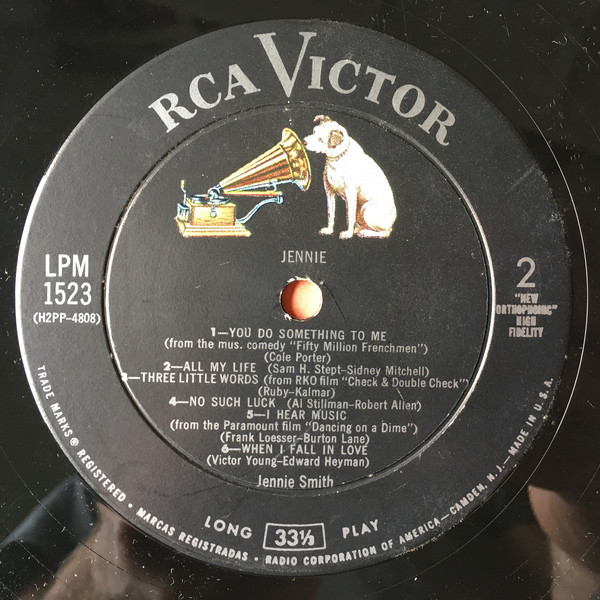 RCA VICTOR
JENNIE
LPM
1523
(H2PP-4808)
2
"NEW
ORTHOPHONIC"
HIGH
FIDELITY
1—YOU DO SOMETHING TO ME
(from the mus. comedy "Fifty Million Frenchmen")
(Cole Porter)
2—ALL MY LIFE (Sam H. Stept-Sidney Mitchell)
3—THREE LITTLE WORDS (from RKO film "Check & Double Check")
(Ruby-Kalmar)
4—NO SUCH LUCK (Al Stillman-Robert Allen)
5—I HEAR MUSIC
(from the Paramount film "Dancing on a Dime")
(Frank Loesser-Burton Lane)
6—WHEN I FALL IN LOVE
(Victor Young-Edward Heyman)
Jennie Smith
LONG 33⅓ PLAY
TRADE MARKS ® REGISTERED • MARCAS REGISTRADAS • RADIO CORPORATION OF AMERICA—CAMDEN, N.J.—MADE IN U.S.A.